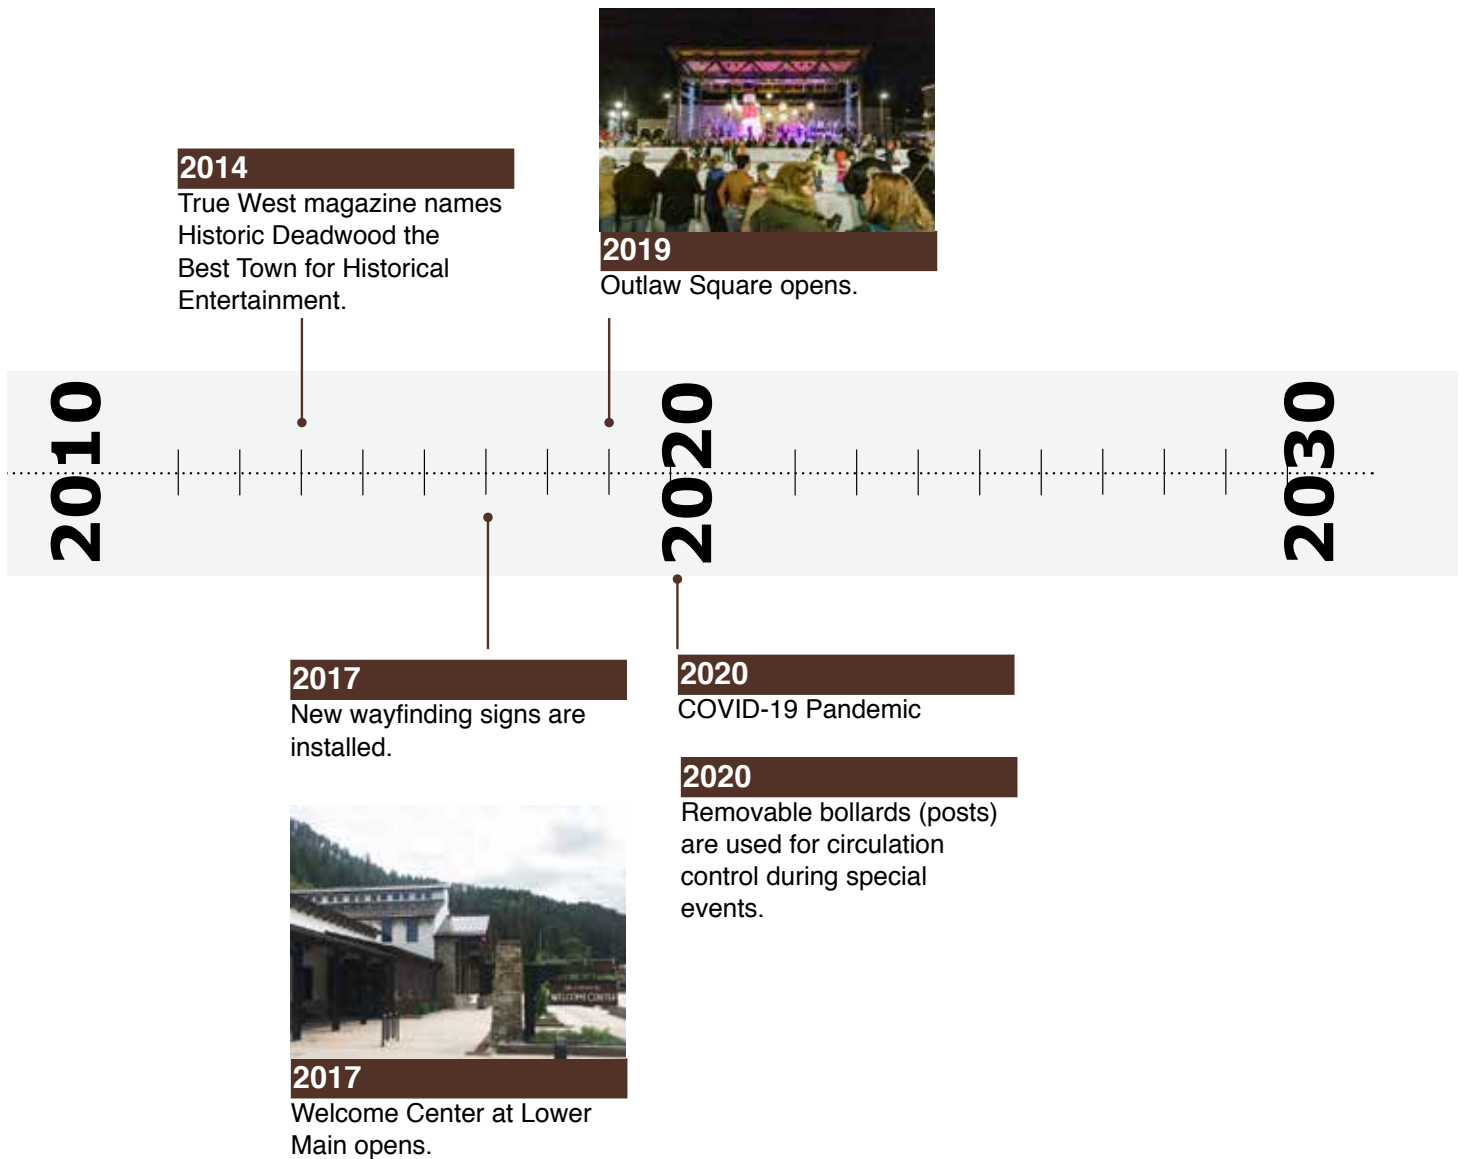 2014
True West magazine names
Historic Deadwood the
Best Town for Historical
Entertainment.
2019
Outlaw Square opens.
2010
2020
2030
2017
New wayfinding signs are
installed.
2020
COVID-19 Pandemic
2020
Removable bollards (posts)
are used for circulation
control during special
events.
WELCOME CENTER
2017
Welcome Center at Lower
Main opens.